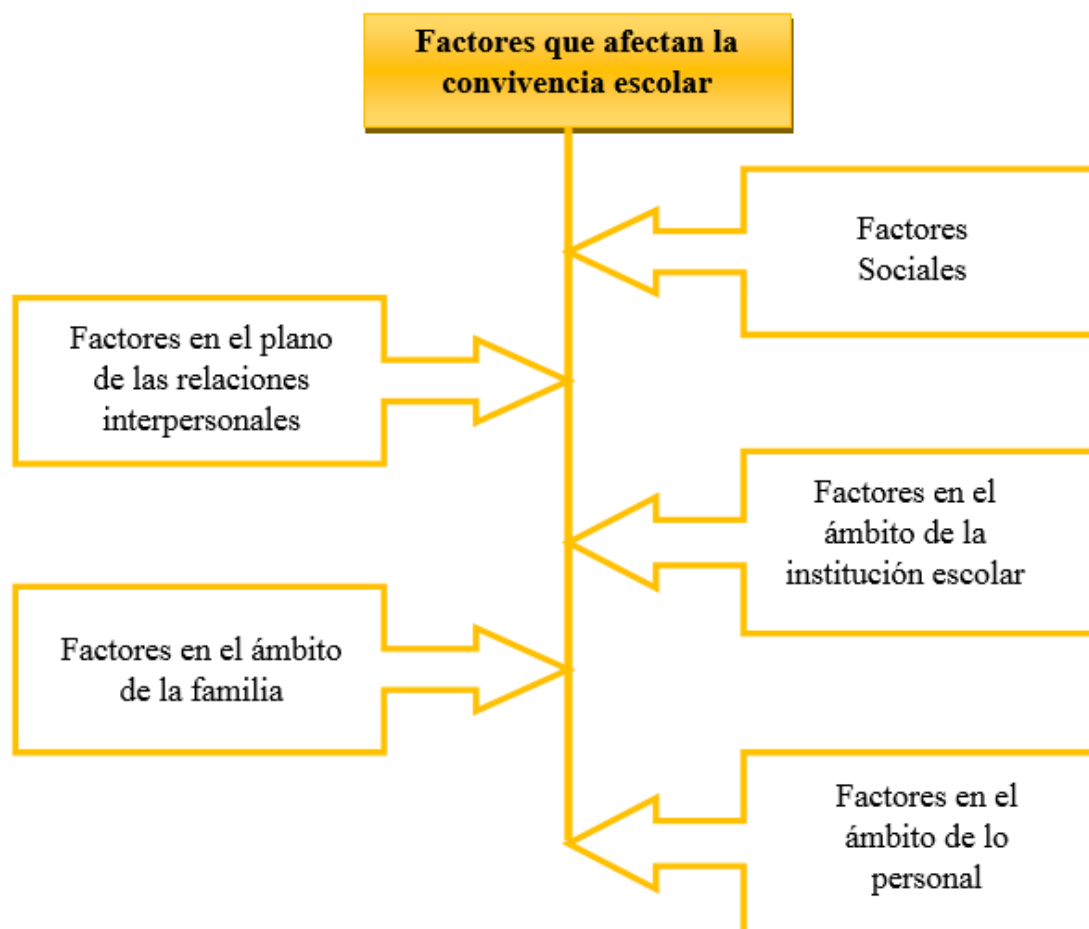 Factores que afectan la
convivencia escolar
Factores
Sociales
Factores en el plano
de las relaciones
interpersonales
Factores en el
ámbito de la
institución escolar
Factores en el ámbito
de la familia
Factores en el
ámbito de lo
personal